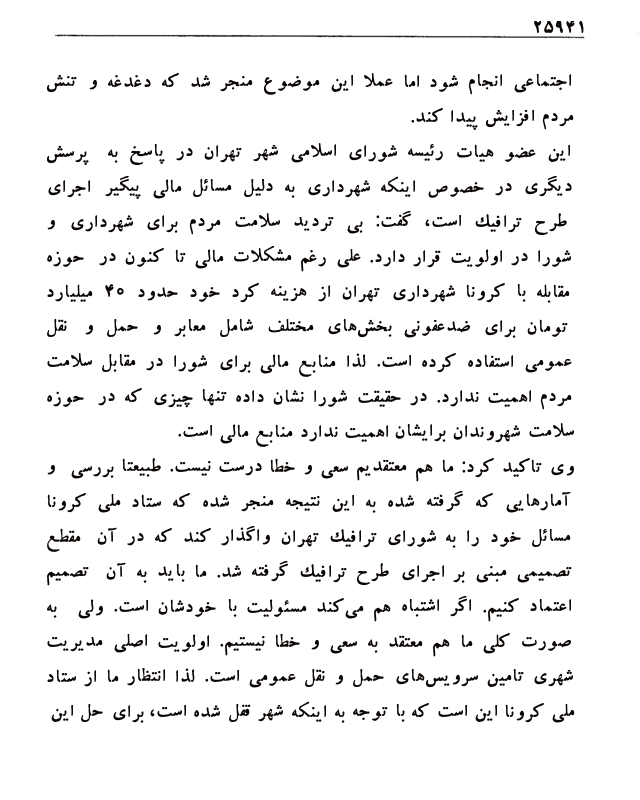 ۲۵۹۴۱
اجتماعی انجام شود اما عملا این موضوع منجر شد که دغدغه و تنش
مردم افزایش پیدا کند.
این عضو هیات رئیسه شورای اسلامی شهر تهران در پاسخ به پرسش
دیگری در خصوص اینکه شهرداری به دلیل مسائل مالی پیگیر اجرای
طرح ترافیك است، گفت: بی تردید سلامت مردم برای شهرداری و
شورا در اولویت قرار دارد. علی رغم مشکلات مالی تا کنون در حوزه
مقابله با کرونا شهرداری تهران از هزینه کرد خود حدود ۴۰ میلیارد
تومان برای ضدعفونی بخش‌های مختلف شامل معابر و حمل و نقل
عمومی استفاده کرده است. لذا منابع مالی برای شورا در مقابل سلامت
مردم اهمیت ندارد. در حقیقت شورا نشان داده تنها چیزی که در حوزه
سلامت شهروندان برایشان اهمیت ندارد منابع مالی است.
وی تاکید کرد: ما هم معتقدیم سعی و خطا درست نیست. طبیعتا بررسی و
آمارهایی که گرفته شده به این نتیجه منجر شده که ستاد ملی کرونا
مسائل خود را به شورای ترافیك تهران واگذار کند که در آن مقطع
تصمیمی مبنی بر اجرای طرح ترافیك گرفته شد. ما باید به آن تصمیم
اعتماد کنیم. اگر اشتباه هم می‌کند مسئولیت با خودشان است. ولی به
صورت کلی ما هم معتقد به سعی و خطا نیستیم. اولویت اصلی مدیریت
شهری تامین سرویس‌های حمل و نقل عمومی است. لذا انتظار ما از ستاد
ملی کرونا این است که با توجه به اینکه شهر قفل شده است، برای حل این